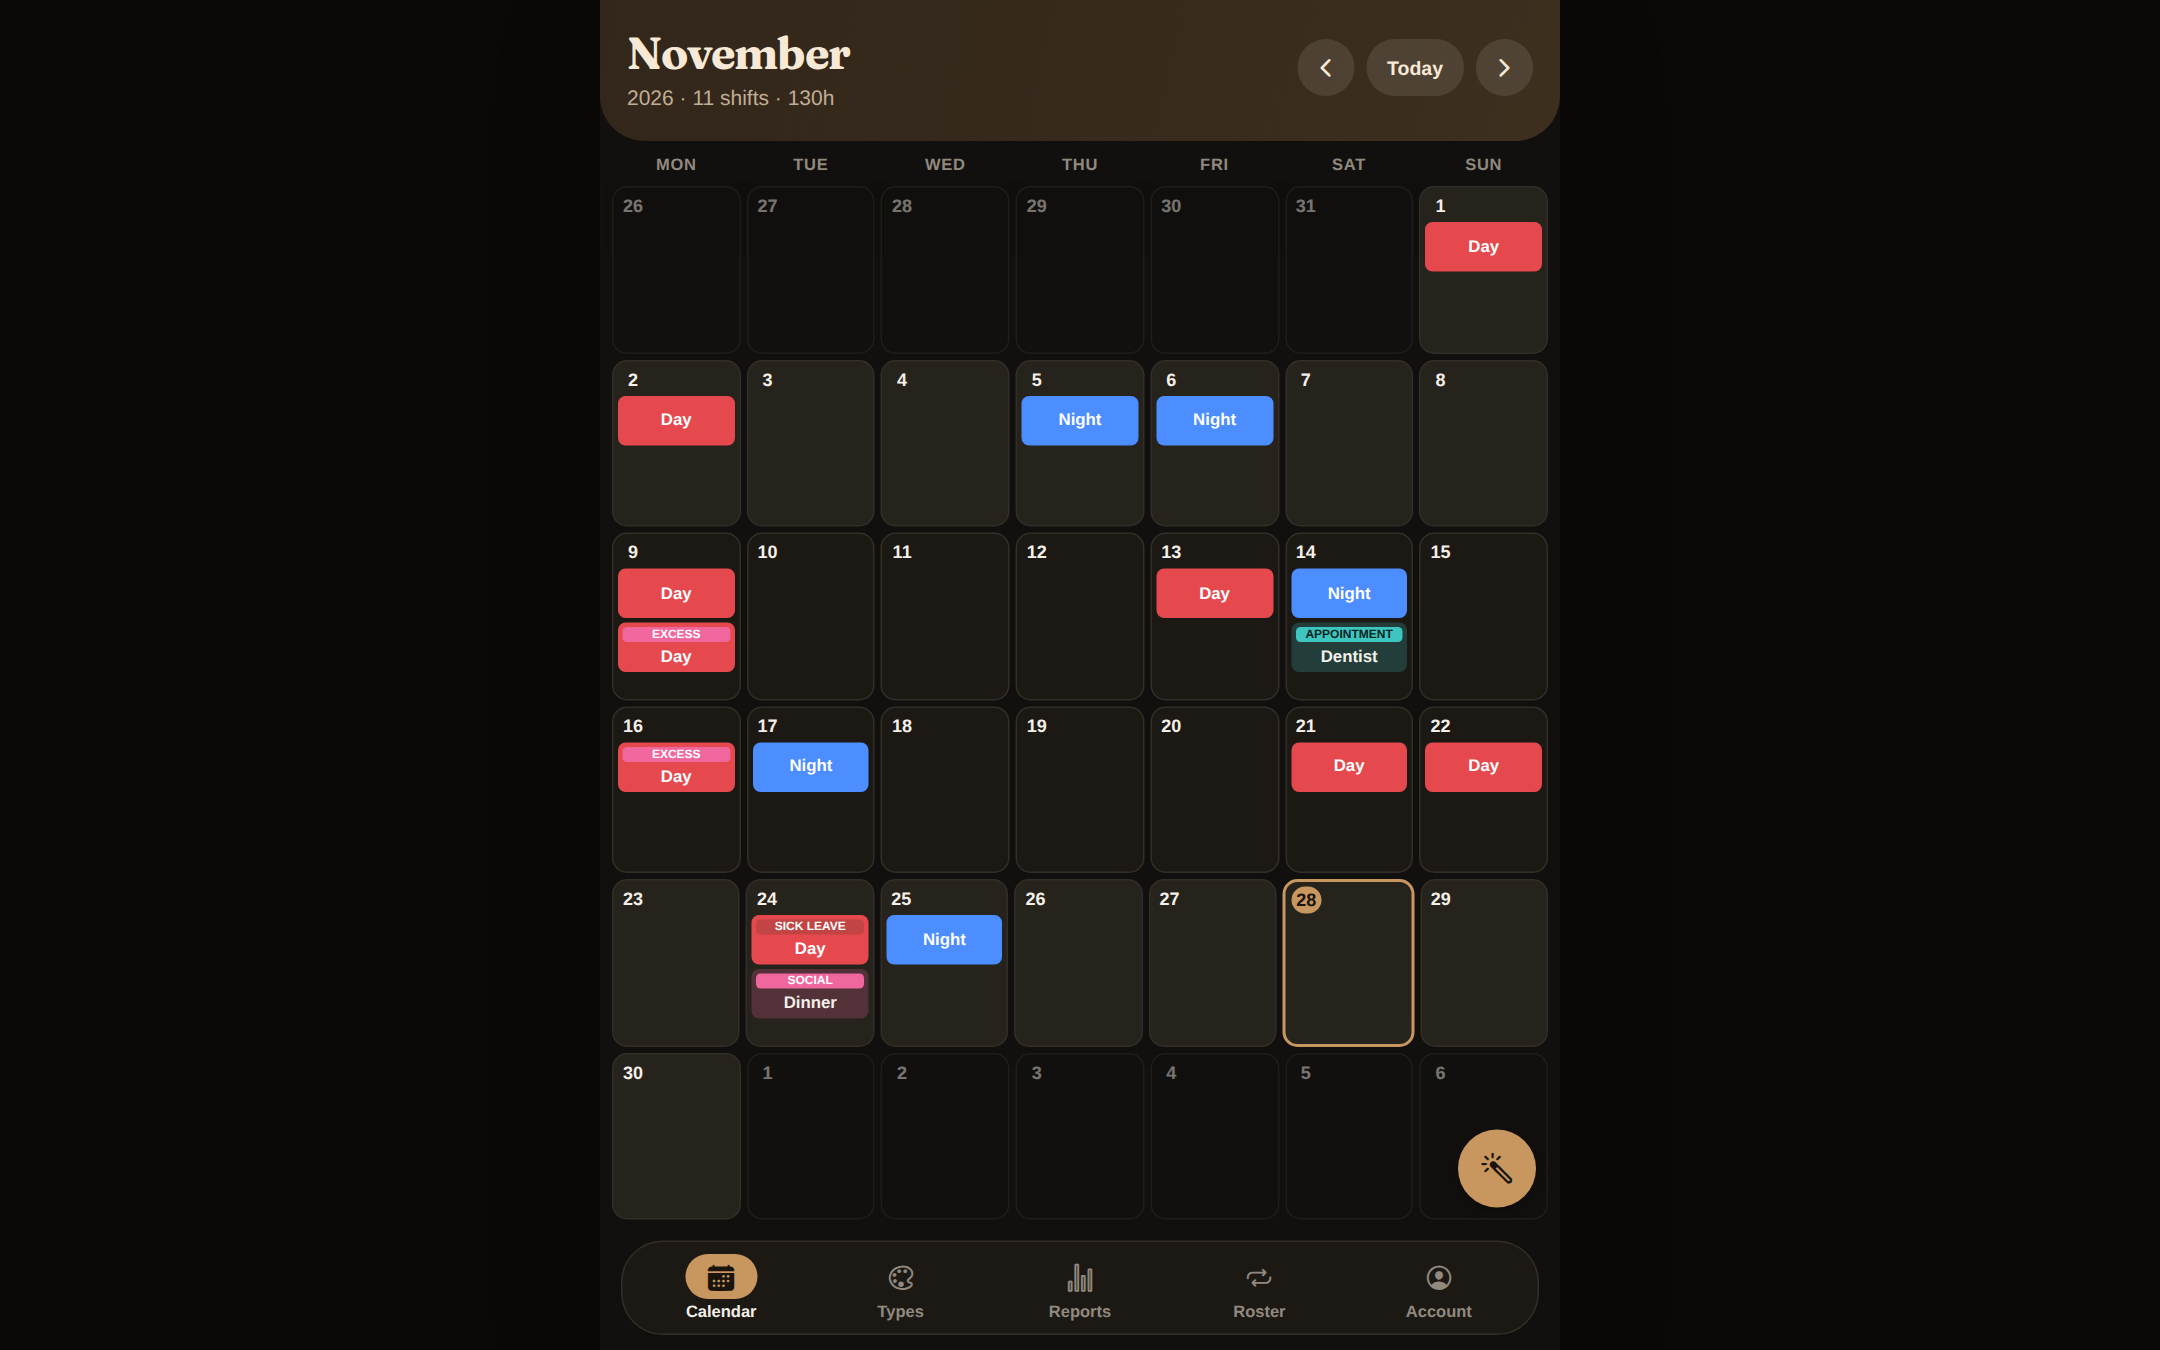 November
2026 · 11 shifts · 130h
Today
MON TUE WED THU FRI SAT SUN
26 27 28 29 30 31 1
Day
2 3 4 5 6 7 8
Day Night Night
9 10 11 12 13 14 15
Day Day Night
EXCESS APPOINTMENT
Day Dentist
16 17 18 19 20 21 22
EXCESS
Day Night Day Day
23 24 25 26 27 28 29
SICK LEAVE
Day Night
SOCIAL
Dinner
30 1 2 3 4 5 6
Calendar Types Reports Roster Account